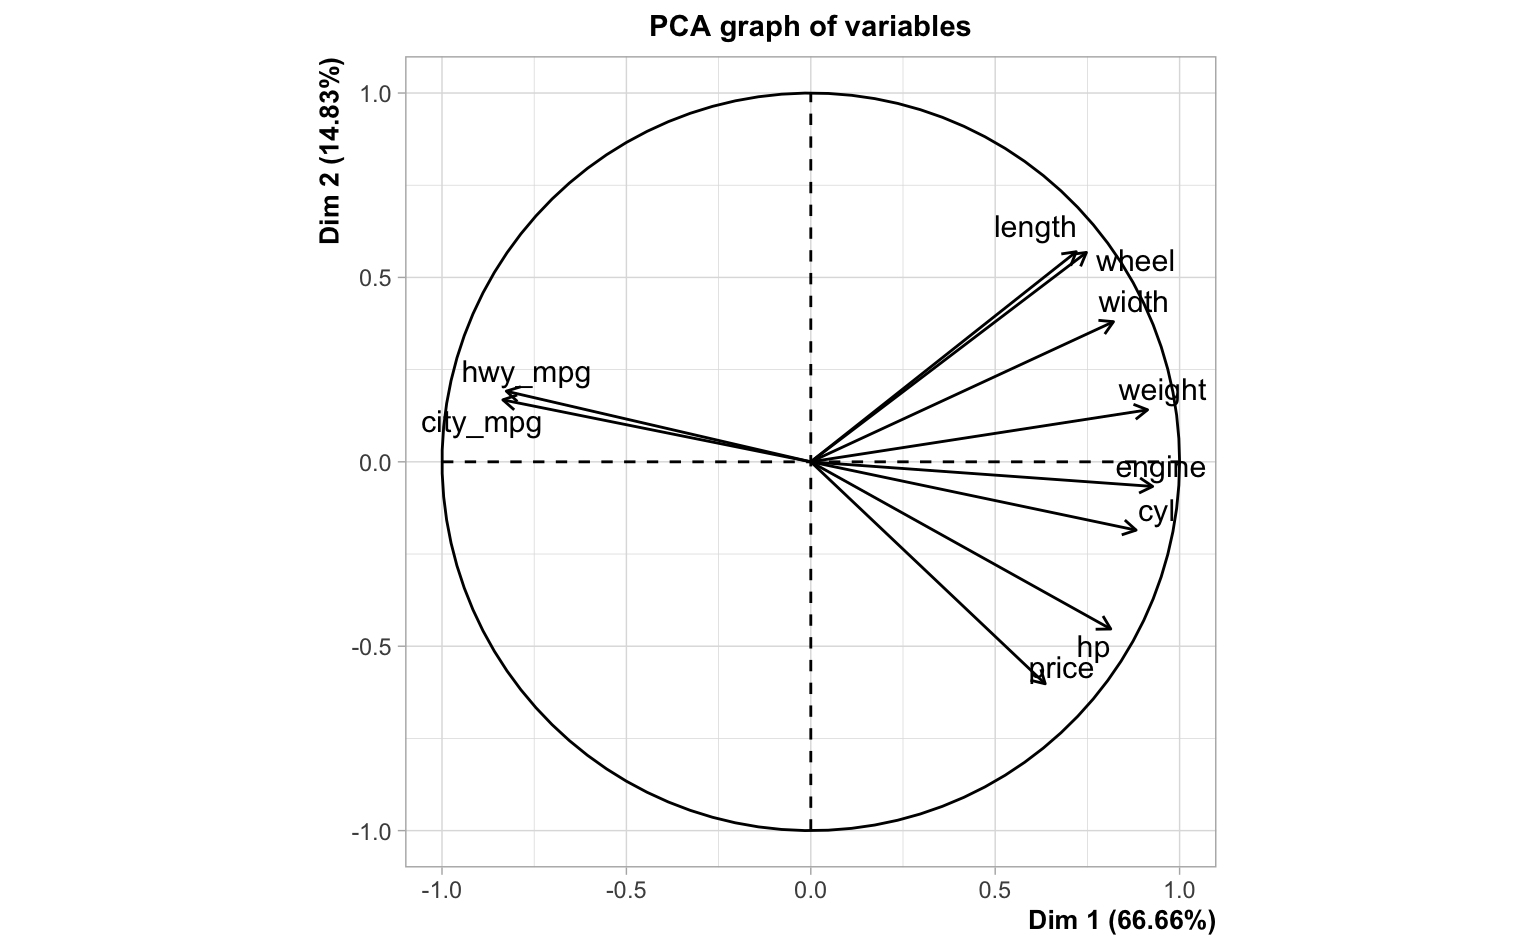 PCA graph of variables
Dim 2 (14.83%)
1.0
0.5
0.0
-0.5
-1.0
length
wheel
width
hwy_mpg
weight
city_mpg
engine
cyl
hp
price
-1.0
-0.5
0.0
0.5
1.0
Dim 1 (66.66%)